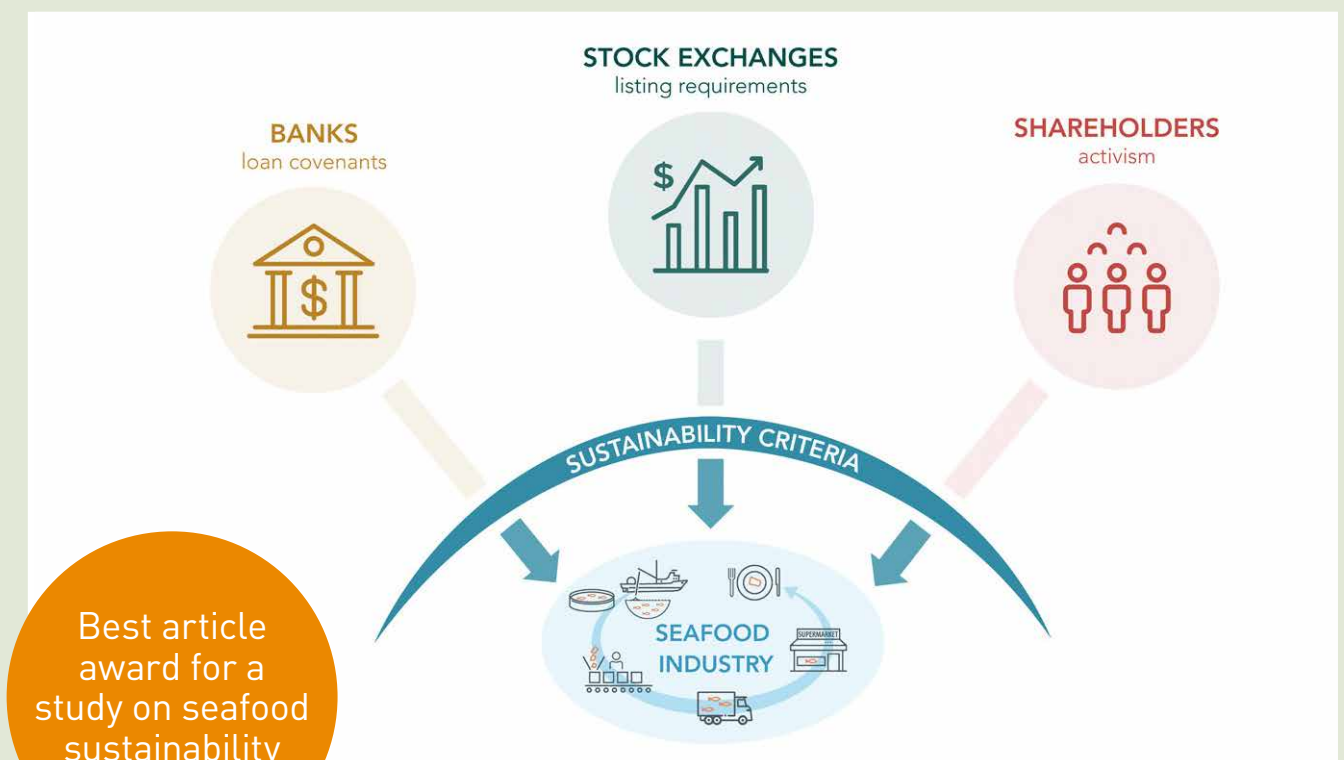 STOCK EXCHANGES
listing requirements
BANKS
loan covenants
SHAREHOLDERS
activism
$
$
SUSTAINABILITY CRITERIA
SEAFOOD
INDUSTRY
SUPERMARKET
Best article
award for a
study on seafood
sustainability